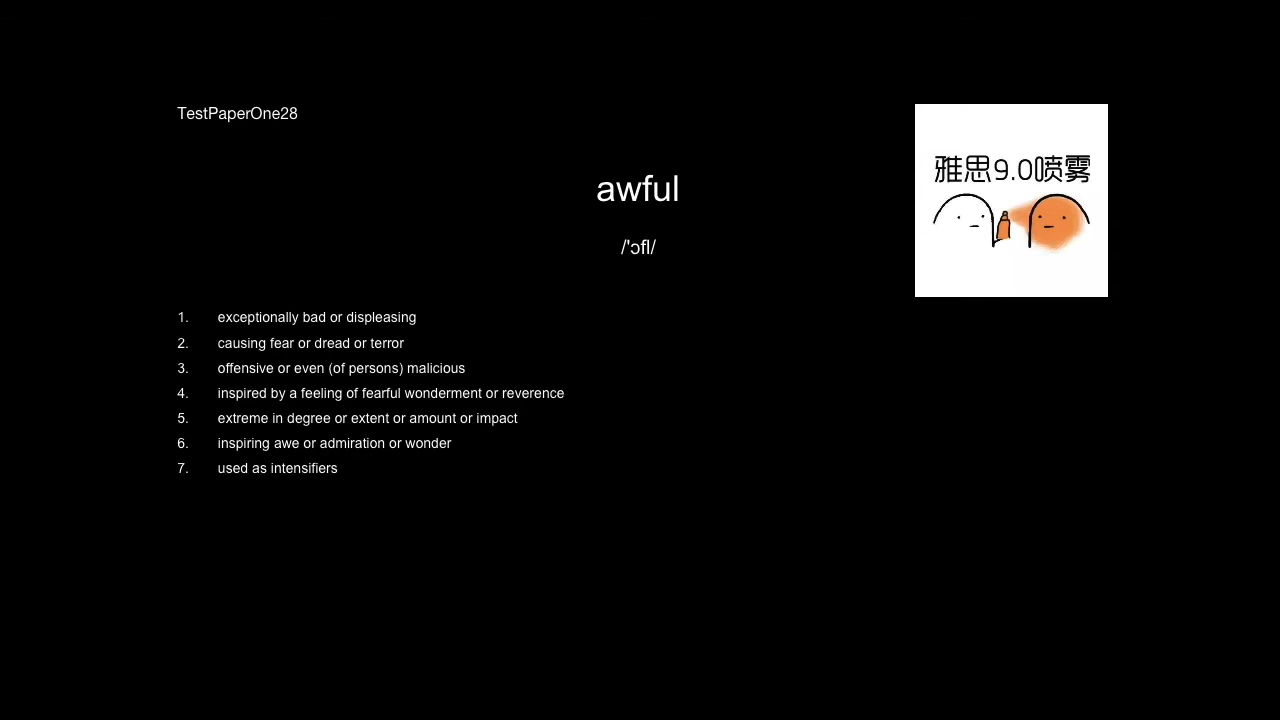 TestPaperOne28
雅思9.0喷雾
awful
/'ɔfl/
1. exceptionally bad or displeasing
2. causing fear or dread or terror
3. offensive or even (of persons) malicious
4. inspired by a feeling of fearful wonderment or reverence
5. extreme in degree or extent or amount or impact
6. inspiring awe or admiration or wonder
7. used as intensifiers